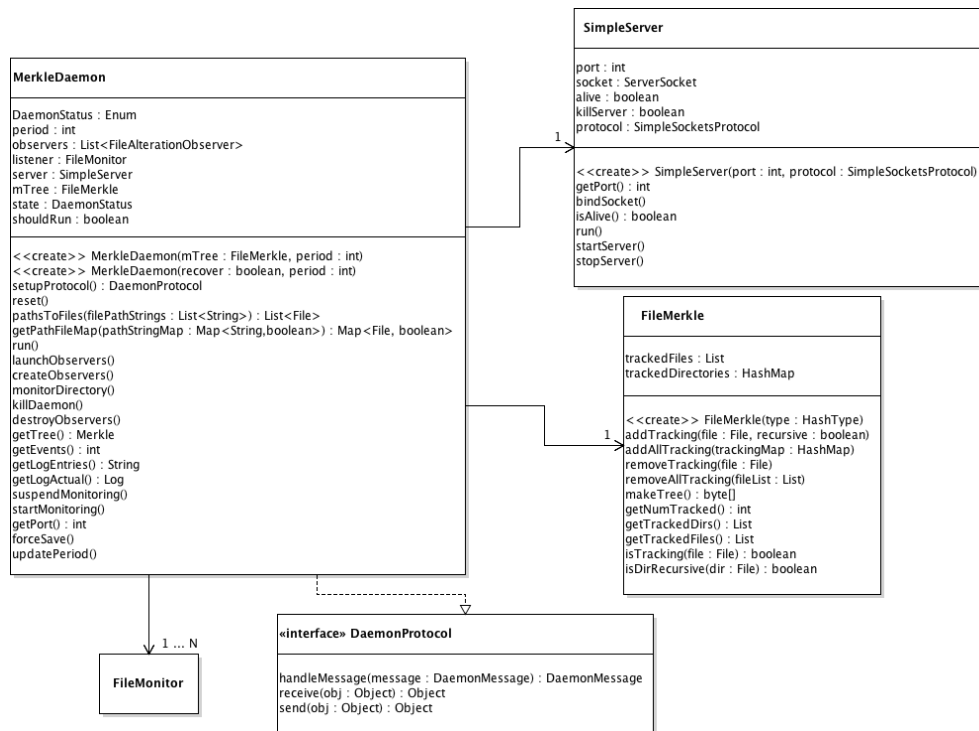 MerkleDaemon
DaemonStatus : Enum
period : int
observers : List<FileAlterationObserver>
listener : FileMonitor
server : SimpleServer
mTree : FileMerkle
state : DaemonStatus
shouldRun : boolean
<<create>> MerkleDaemon(mTree : FileMerkle, period : int)
<<create>> MerkleDaemon(recover : boolean, period : int)
setupProtocol() : DaemonProtocol
reset()
pathsToFiles(filePathStrings : List<String>) : List<File>
getPathFileMap(pathStringMap : Map<String,boolean>) : Map<File, boolean>
run()
launchObservers()
createObservers()
monitorDirectory()
killDaemon()
destroyObservers()
getTree() : Merkle
getEvents() : int
getLogEntries() : String
getLogActual() : Log
suspendMonitoring()
startMonitoring()
getPort() : int
forceSave()
updatePeriod()
1
SimpleServer
port : int
socket : ServerSocket
alive : boolean
killServer : boolean
protocol : SimpleSocketsProtocol
<<create>> SimpleServer(port : int, protocol : SimpleSocketsProtocol)
getPort() : int
bindSocket()
isAlive() : boolean
run()
startServer()
stopServer()
1
FileMerkle
trackedFiles : List
trackedDirectories : HashMap
<<create>> FileMerkle(type : HashType)
addTracking(file : File, recursive : boolean)
addAllTracking(trackingMap : HashMap)
removeTracking(file : File)
removeAllTracking(fileList : List)
makeTree() : byte[]
getNumTracked() : int
getTrackedDirs() : List
getTrackedFiles() : List
isTracking(file : File) : boolean
isDirRecursive(dir : File) : boolean
1 ... N
FileMonitor
«interface» DaemonProtocol
handleMessage(message : DaemonMessage) : DaemonMessage
receive(obj : Object) : Object
send(obj : Object) : Object